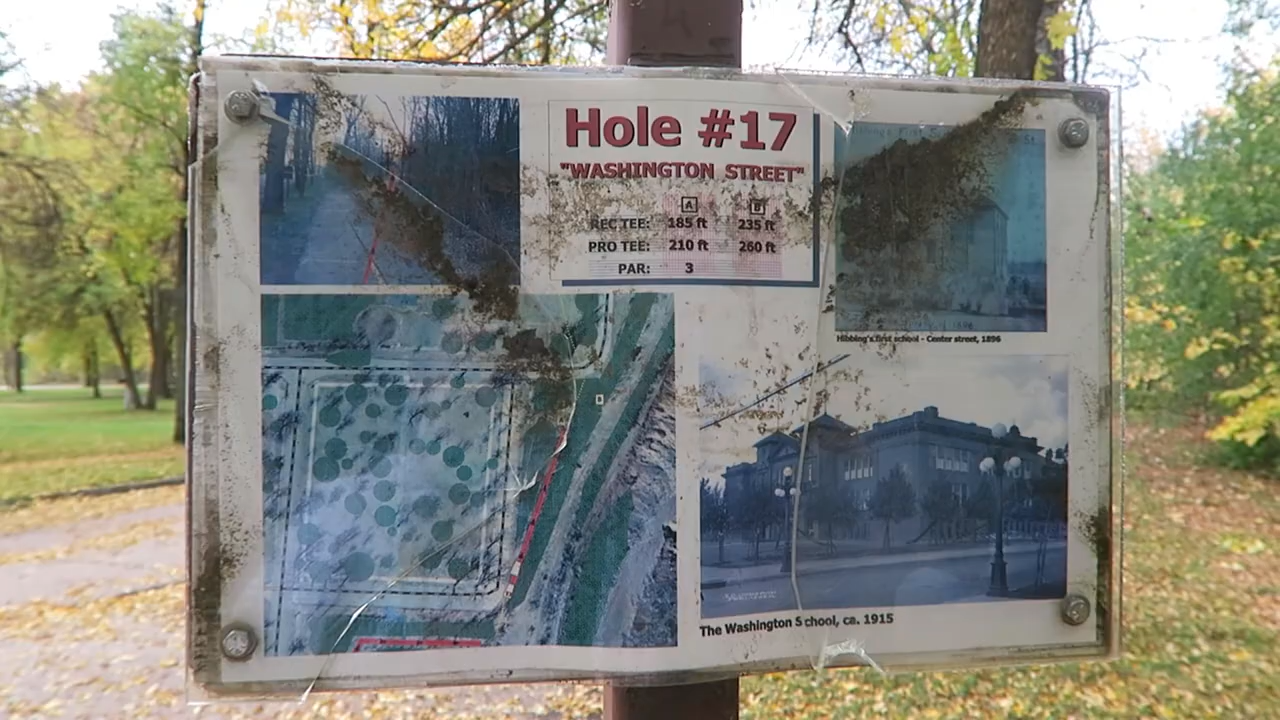 Hole #17
"WASHINGTON STREET"
A B
REC TEE: 185 ft 235 ft
PRO TEE: 210 ft 260 ft
PAR: 3
Hibbing's first school - Center street, 1896
The Washington School, ca. 1915